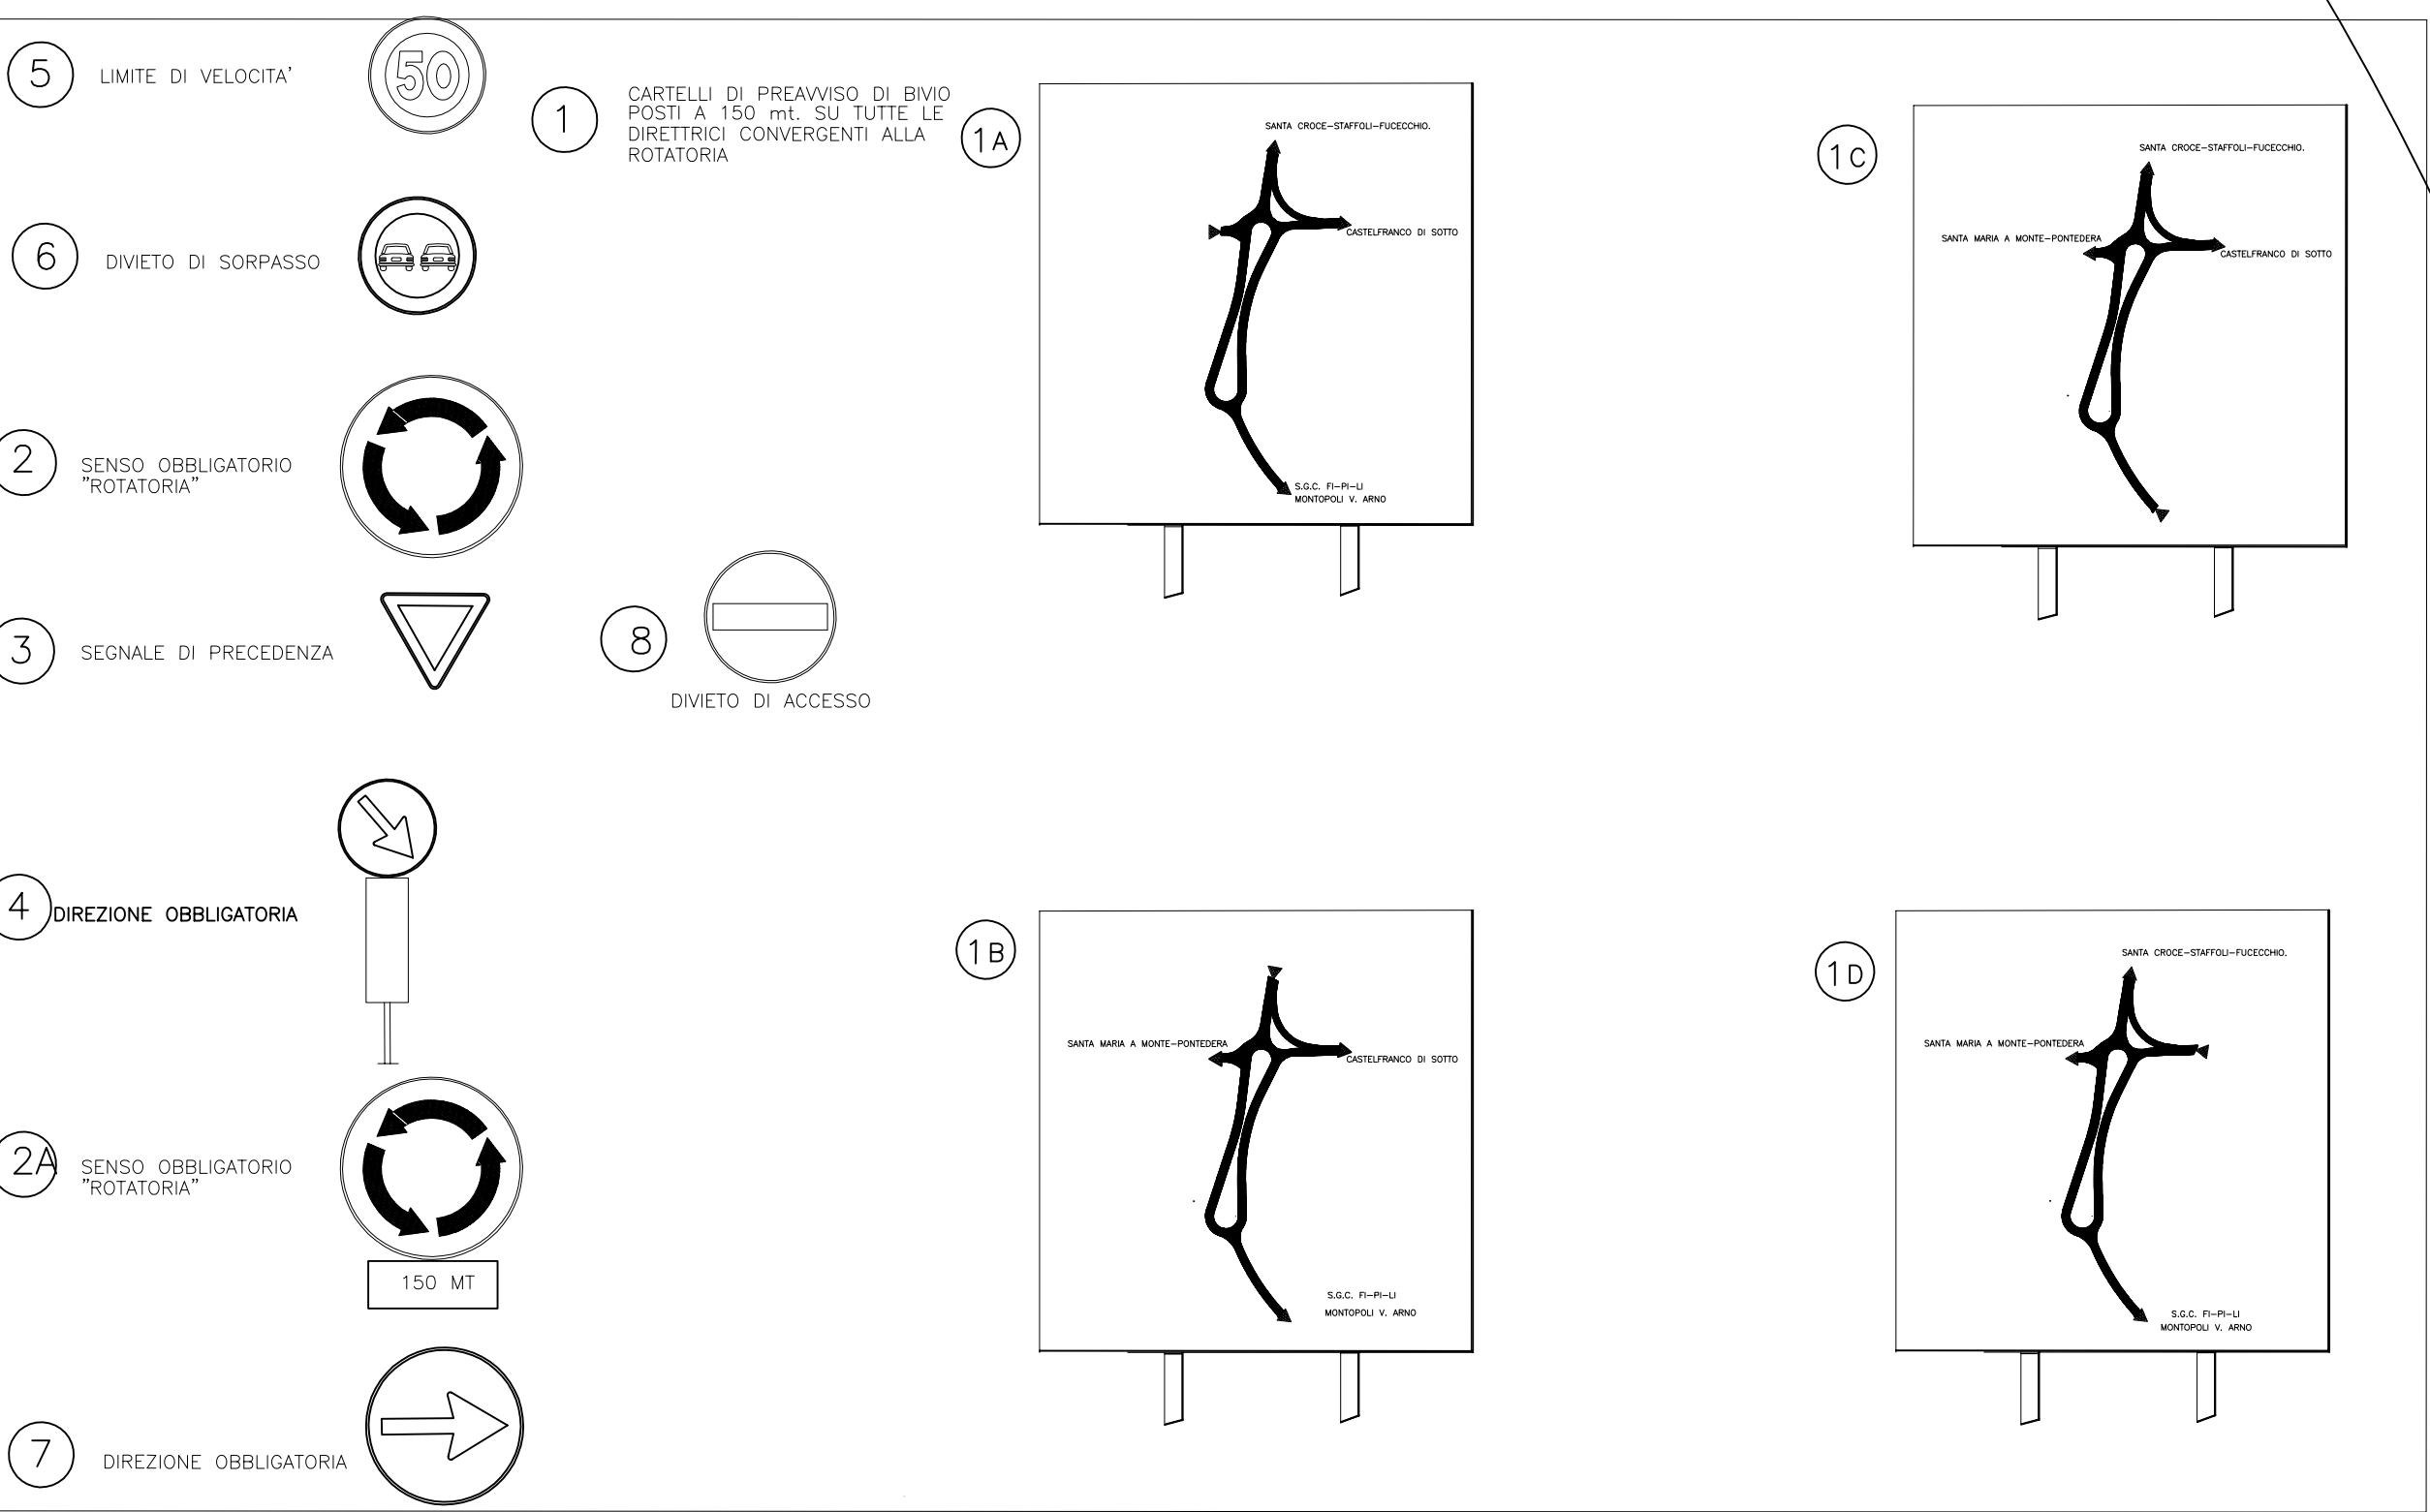 5
LIMITE DI VELOCITA'
50
6
DIVIETO DI SORPASSO
2
SENSO OBBLIGATORIO
"ROTATORIA"
3
SEGNALE DI PRECEDENZA
4
DIREZIONE OBBLIGATORIA
2A
SENSO OBBLIGATORIO
"ROTATORIA"
150 MT
7
DIREZIONE OBBLIGATORIA
1
CARTELLI DI PREAVVISO DI BIVIO
POSTI A 150 mt. SU TUTTE LE
DIRETTRICI CONVERGENTI ALLA
ROTATORIA
8
DIVIETO DI ACCESSO
1A
SANTA CROCE-STAFFOLI-FUCECCHIO.
CASTELFRANCO DI SOTTO
S.G.C. FI-PI-LI
MONTOPOLI V. ARNO
1C
SANTA CROCE-STAFFOLI-FUCECCHIO.
SANTA MARIA A MONTE-PONTEDERA
CASTELFRANCO DI SOTTO
1B
SANTA MARIA A MONTE-PONTEDERA
CASTELFRANCO DI SOTTO
S.G.C. FI-PI-LI
MONTOPOLI V. ARNO
1D
SANTA CROCE-STAFFOLI-FUCECCHIO.
SANTA MARIA A MONTE-PONTEDERA
S.G.C. FI-PI-LI
MONTOPOLI V. ARNO